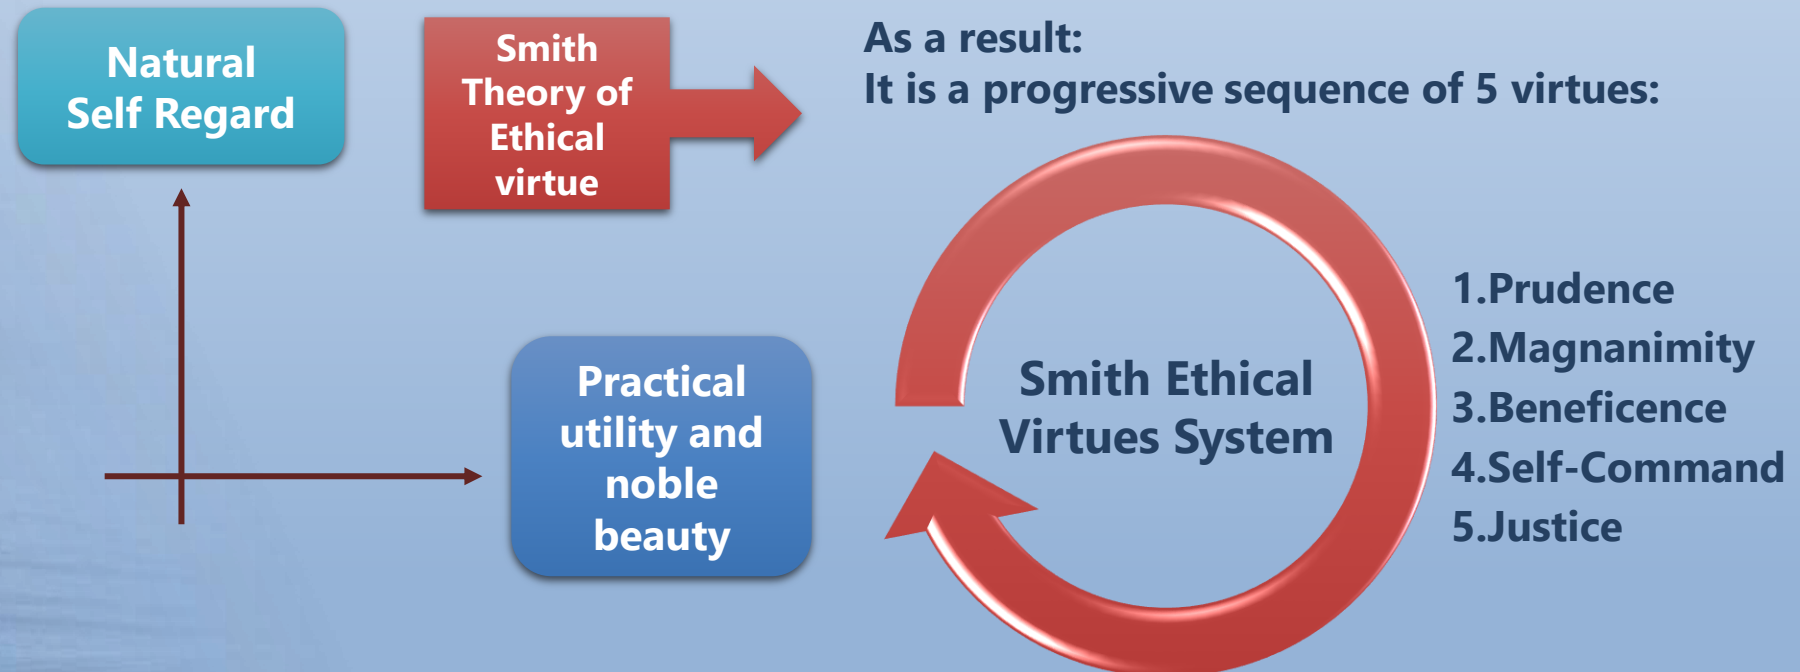 Natural
Self Regard
Smith
Theory of
Ethical
virtue
As a result:
It is a progressive sequence of 5 virtues:
Practical
utility and
noble
beauty
Smith Ethical
Virtues System
1.Prudence
2.Magnanimity
3.Beneficence
4.Self-Command
5.Justice